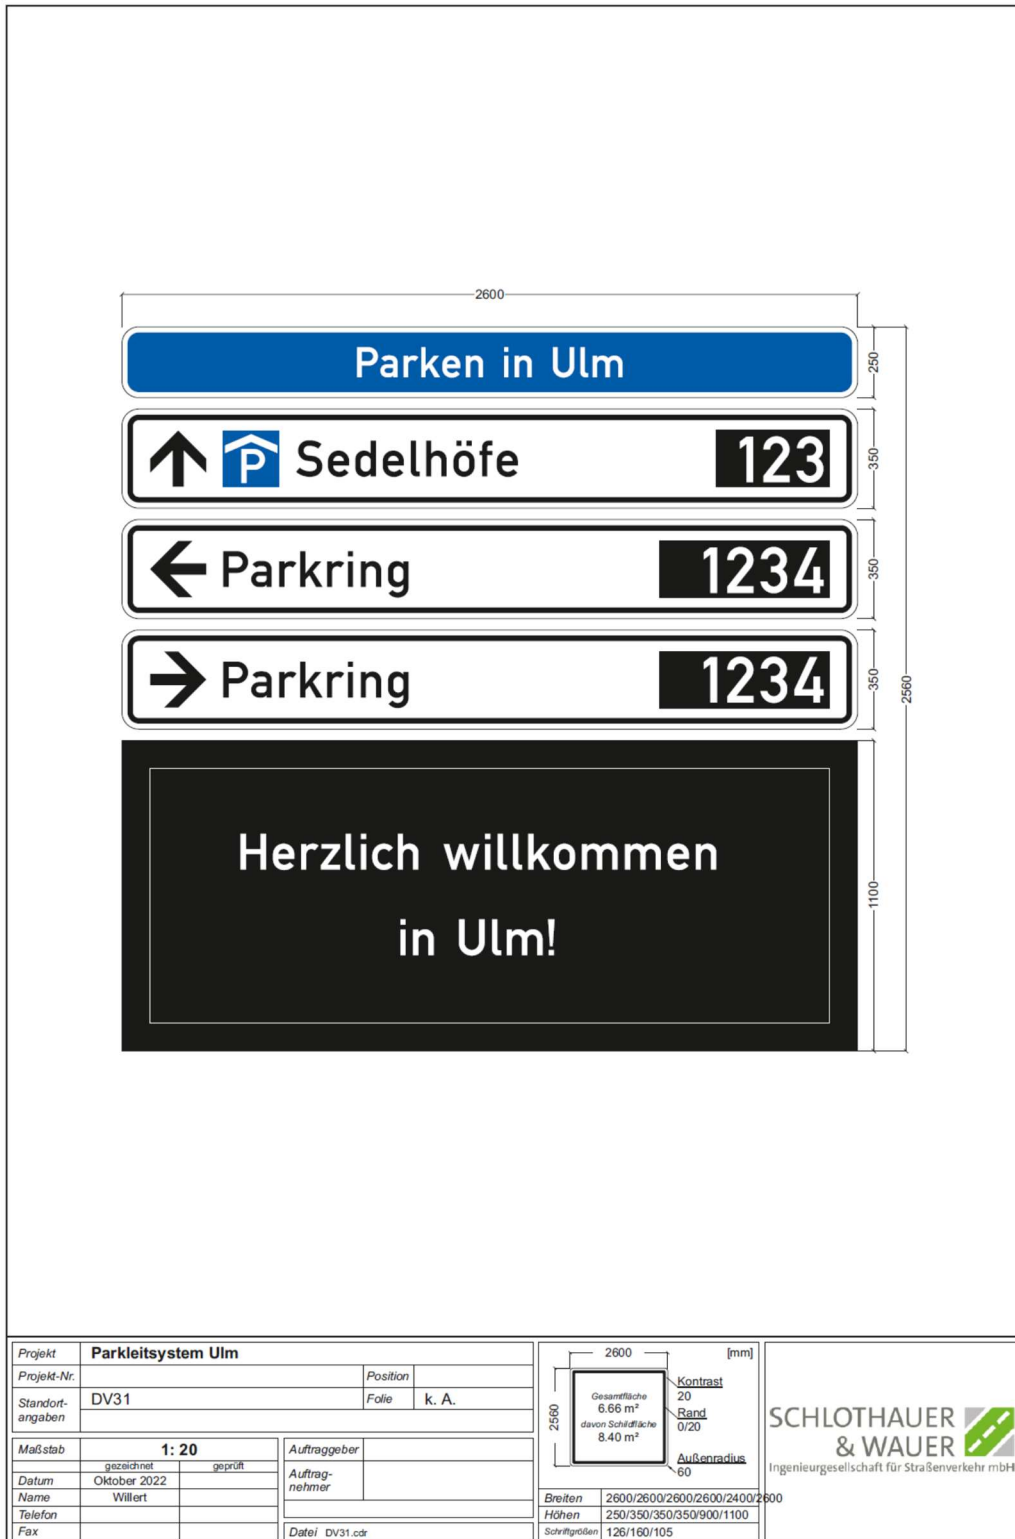 2600
Parken in Ulm
250
P Sedelhöfe 123
350
Parkring 1234
350
Parkring 1234
350
2560
Herzlich willkommen
in Ulm!
1100
Projekt Parkleitsystem Ulm
Projekt-Nr. Position
Standort-
angaben DV31 Folie k. A.
Maßstab 1: 20 Auftraggeber
gezeichnet geprüft
Datum Oktober 2022 Auftrag-
nehmer
Name Willert
Telefon
Fax Datei DV31.cdr
2600 [mm]
2560
Gesamtfläche
6.66 m²
davon Schildfläche
8.40 m²
Kontrast
20
Rand
0/20
Außenradius
60
Breiten 2600/2600/2600/2600/2400/2600
Höhen 250/350/350/350/900/1100
Schriftgrößen 126/160/105
SCHLOTHAUER
& WAUER
Ingenieurgesellschaft für Straßenverkehr mbH